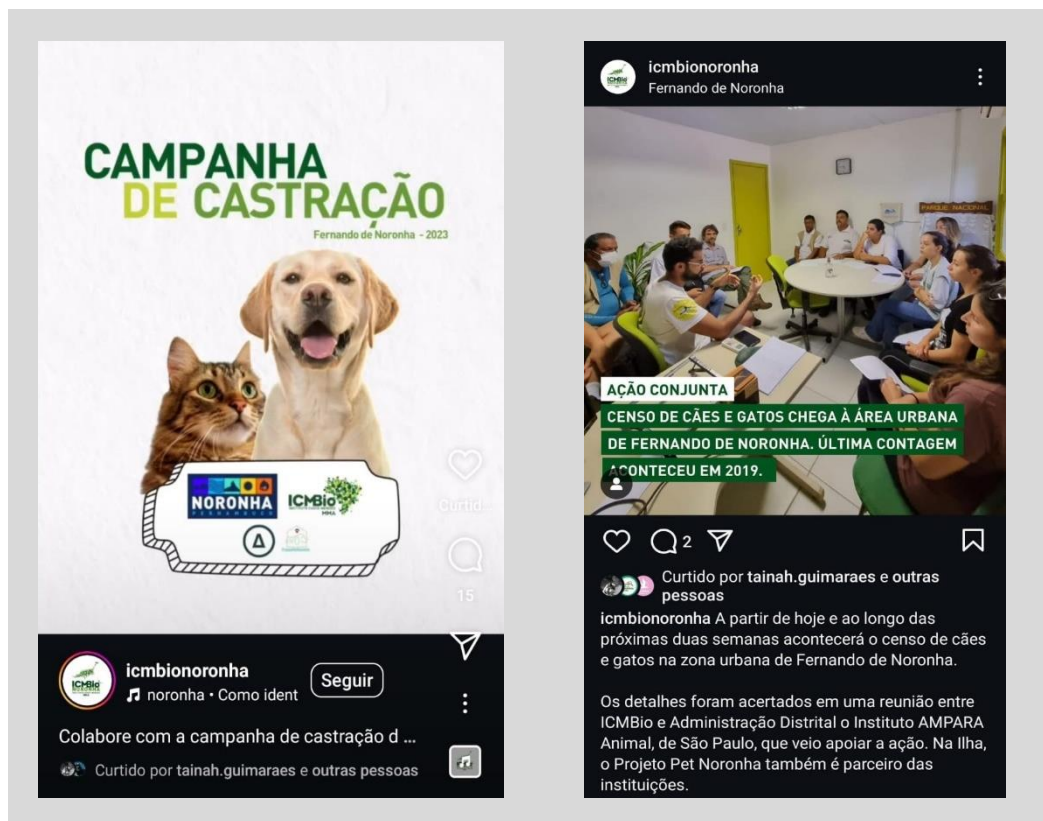 CAMPANHA
DE CASTRAÇÃO
Fernando de Noronha - 2023
NORONHA
PERNAMBUCO
ICMBio
MMA
Curtid...
15
icmbionoronha
noronha • Como ident
Seguir
Colabore com a campanha de castração d ...
Curtido por tainah.guimaraes e outras pessoas
icmbionoronha
Fernando de Noronha
PARQUE NACIONAL
AÇÃO CONJUNTA
CENSO DE CÃES E GATOS CHEGA À ÁREA URBANA
DE FERNANDO DE NORONHA. ÚLTIMA CONTAGEM
ACONTECEU EM 2019.
2
Curtido por tainah.guimaraes e outras
pessoas
icmbionoronha A partir de hoje e ao longo das
próximas duas semanas acontecerá o censo de cães
e gatos na zona urbana de Fernando de Noronha.
Os detalhes foram acertados em uma reunião entre
ICMBio e Administração Distrital o Instituto AMPARA
Animal, de São Paulo, que veio apoiar a ação. Na Ilha,
o Projeto Pet Noronha também é parceiro das
instituições.